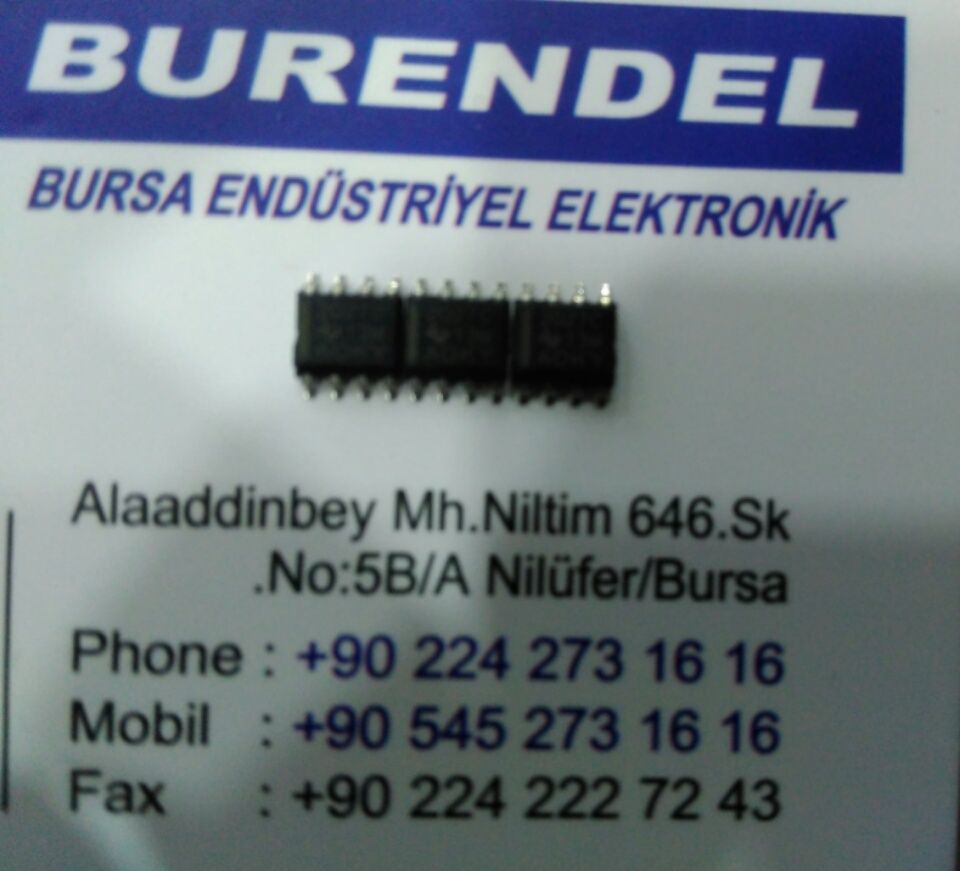 BURENDEL
BURSA ENDÜSTRİYEL ELEKTRONİK
Alaaddinbey Mh.Niltim 646.Sk
.No:5B/A Nilüfer/Bursa
Phone : +90 224 273 16 16
Mobil : +90 545 273 16 16
Fax : +90 224 222 72 43